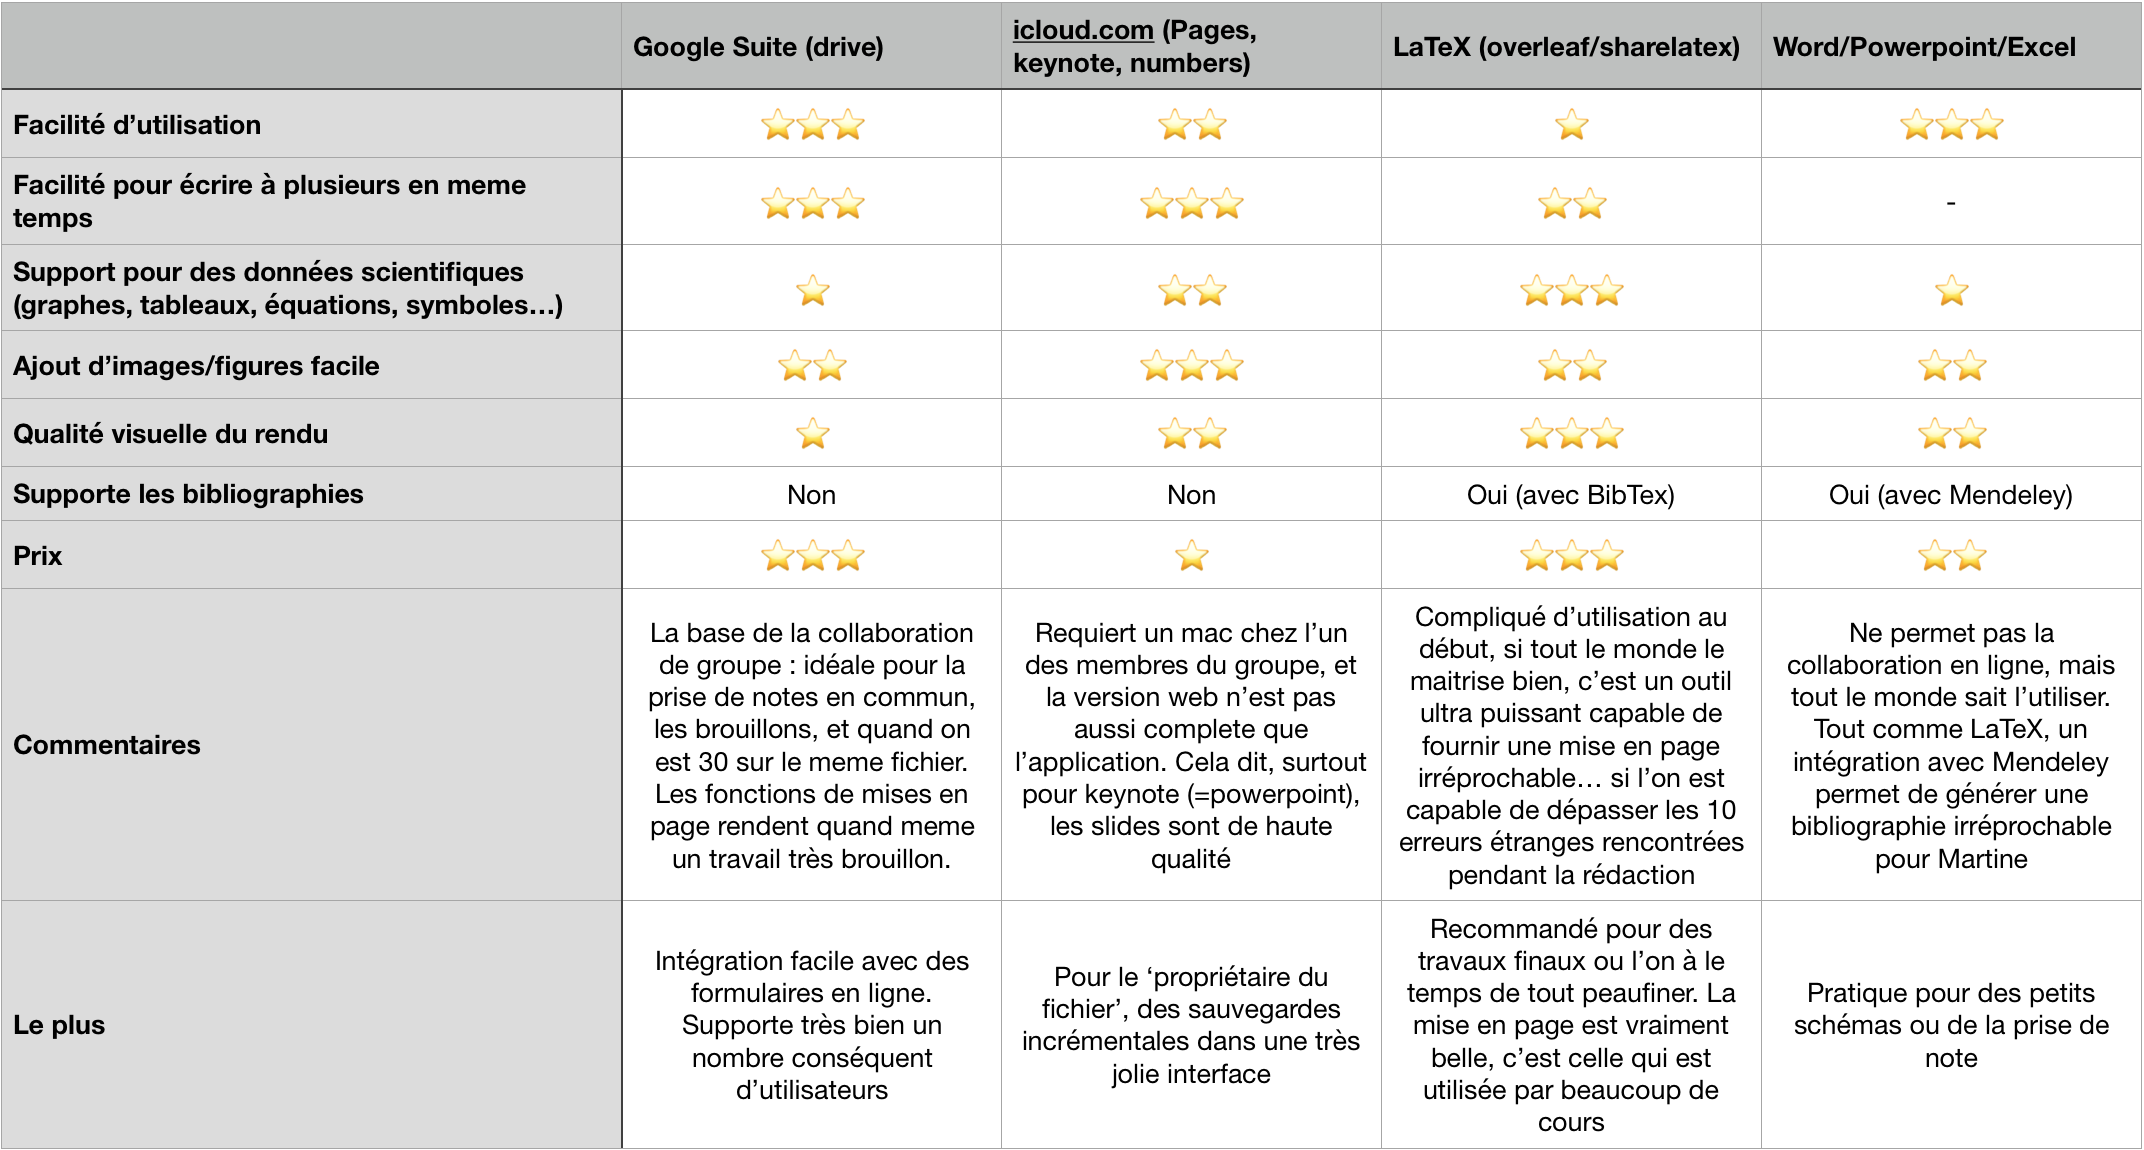 Google Suite (drive)
icloud.com (Pages,
keynote, numbers)
LaTeX (overleaf/sharelatex)
Word/Powerpoint/Excel
Facilité d’utilisation
⭐⭐⭐
⭐⭐
⭐
⭐⭐⭐
Facilité pour écrire à plusieurs en meme
temps
⭐⭐⭐
⭐⭐⭐
⭐⭐
-
Support pour des données scientifiques
(graphes, tableaux, équations, symboles…)
⭐
⭐⭐
⭐⭐⭐
⭐
Ajout d’images/figures facile
⭐⭐
⭐⭐⭐
⭐⭐
⭐⭐
Qualité visuelle du rendu
⭐
⭐⭐
⭐⭐⭐
⭐⭐
Supporte les bibliographies
Non
Non
Oui (avec BibTex)
Oui (avec Mendeley)
Prix
⭐⭐⭐
⭐
⭐⭐⭐
⭐⭐
Commentaires
La base de la collaboration
de groupe : idéale pour la
prise de notes en commun,
les brouillons, et quand on
est 30 sur le meme fichier.
Les fonctions de mises en
page rendent quand meme
un travail très brouillon.
Requiert un mac chez l’un
des membres du groupe, et
la version web n’est pas
aussi complete que
l’application. Cela dit, surtout
pour keynote (=powerpoint),
les slides sont de haute
qualité
Compliqué d’utilisation au
début, si tout le monde le
maitrise bien, c’est un outil
ultra puissant capable de
fournir une mise en page
irréprochable… si l’on est
capable de dépasser les 10
erreurs étranges rencontrées
pendant la rédaction
Ne permet pas la
collaboration en ligne, mais
tout le monde sait l’utiliser.
Tout comme LaTeX, un
intégration avec Mendeley
permet de générer une
bibliographie irréprochable
pour Martine
Le plus
Intégration facile avec des
formulaires en ligne.
Supporte très bien un
nombre conséquent
d’utilisateurs
Pour le ‘propriétaire du
fichier’, des sauvegardes
incrémentales dans une très
jolie interface
Recommandé pour des
travaux finaux ou l’on à le
temps de tout peaufiner. La
mise en page est vraiment
belle, c’est celle qui est
utilisée par beaucoup de
cours
Pratique pour des petits
schémas ou de la prise de
note